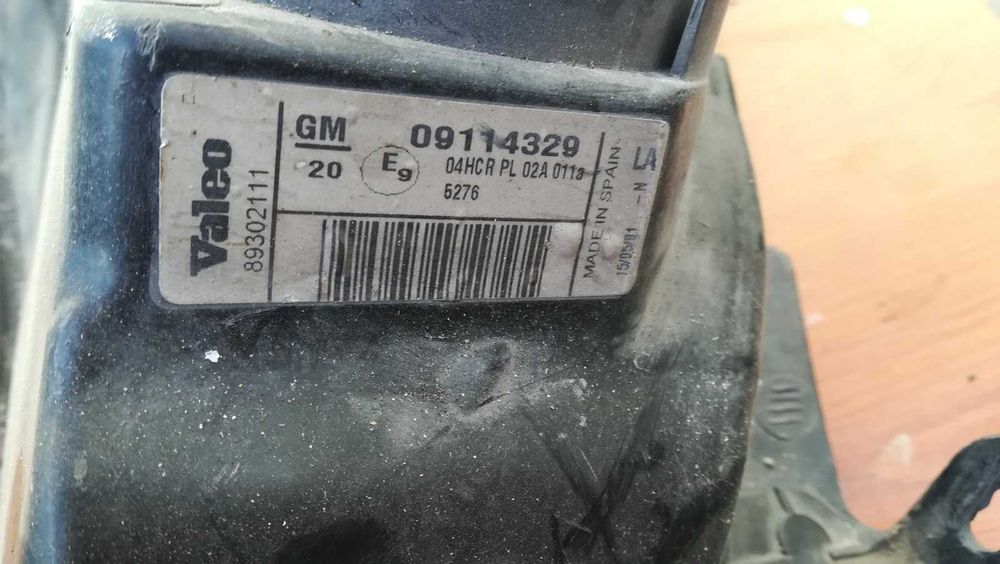 Valeo
89302111
GM
20
E9
09114329
04HCR PL 02A 011a
5276
MADE IN SPAIN
15/05/01 -N LA